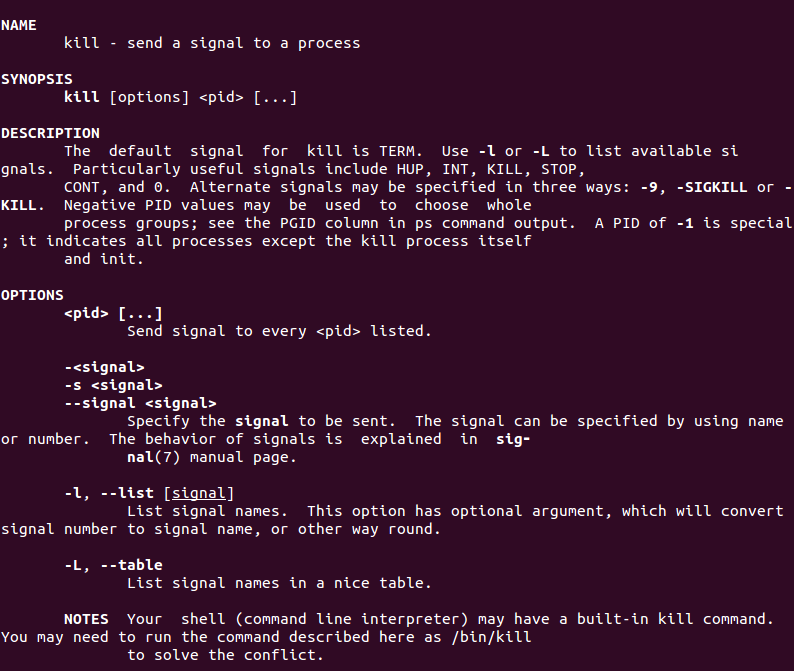 NAME
kill - send a signal to a process
SYNOPSIS
kill [options] <pid> [...]
DESCRIPTION
The  default  signal  for  kill is TERM.  Use -l or -L to list available si
gnals.  Particularly useful signals include HUP, INT, KILL, STOP,
CONT, and 0.  Alternate signals may be specified in three ways: -9, -SIGKILL or -
KILL.  Negative PID values may  be  used  to  choose  whole
process groups; see the PGID column in ps command output.  A PID of -1 is special
; it indicates all processes except the kill process itself
and init.
OPTIONS
<pid> [...]
Send signal to every <pid> listed.
-<signal>
-s <signal>
--signal <signal>
Specify the signal to be sent.  The signal can be specified by using name
or number.  The behavior of signals is  explained  in  sig-
nal(7) manual page.
-l, --list [signal]
List signal names.  This option has optional argument, which will convert
signal number to signal name, or other way round.
-L, --table
List signal names in a nice table.
NOTES  Your  shell (command line interpreter) may have a built-in kill command.
You may need to run the command described here as /bin/kill
to solve the conflict.